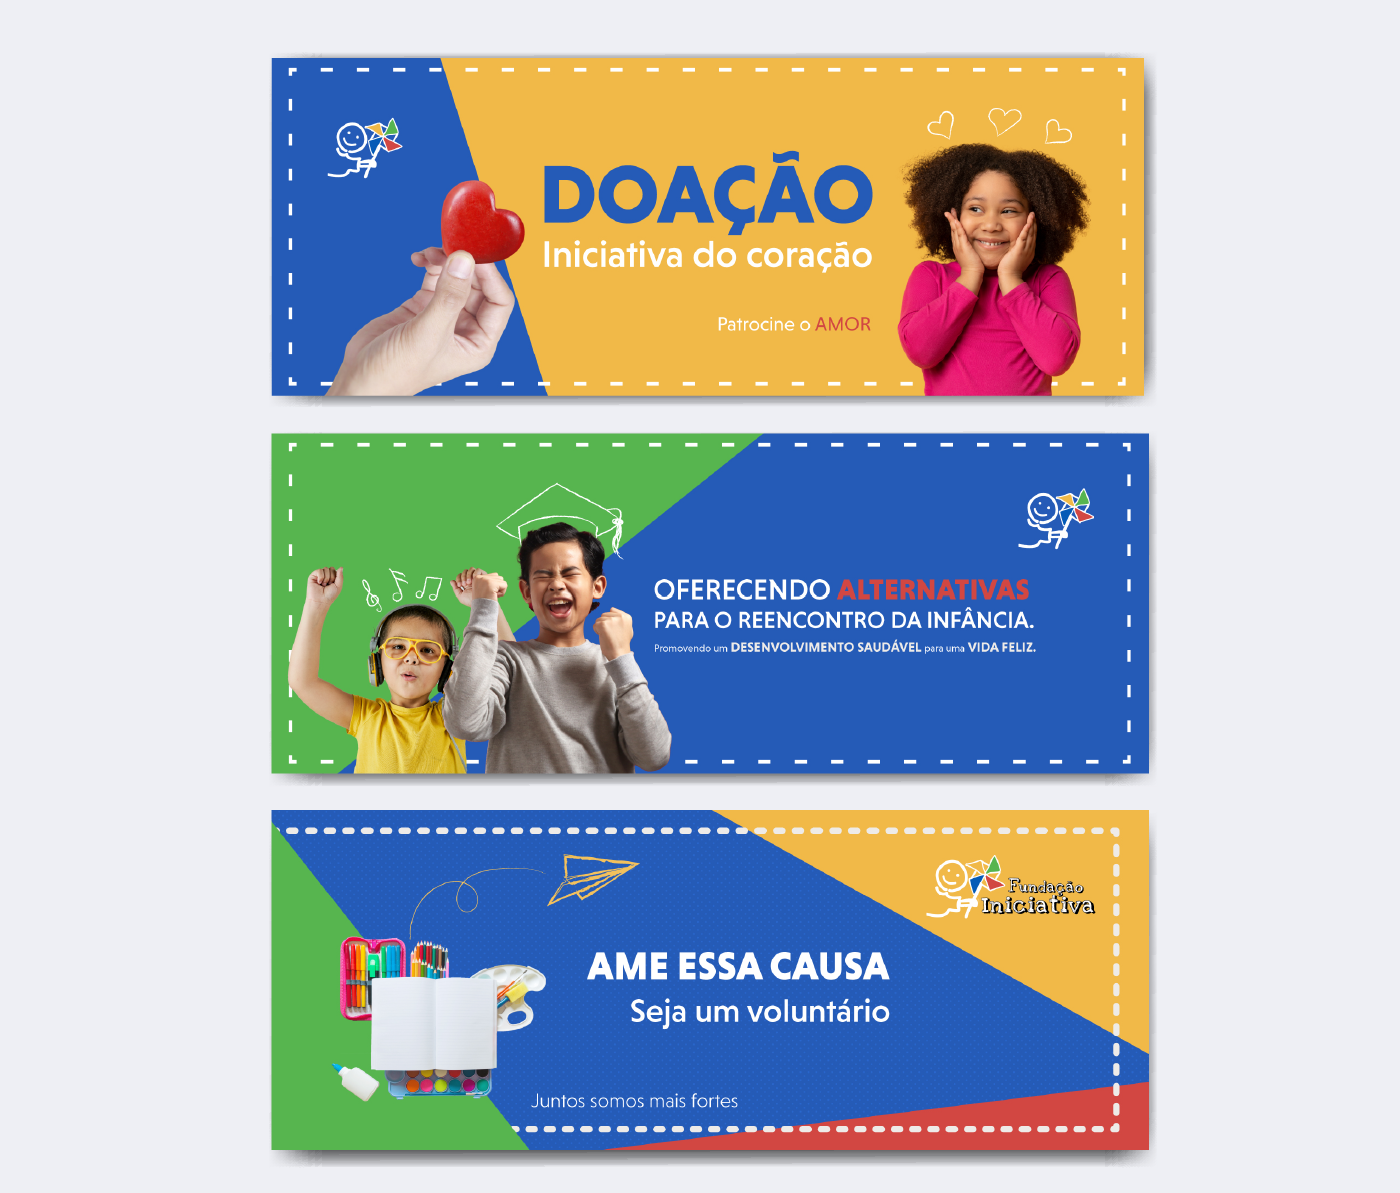 DOAÇÃO
Iniciativa do coração
Patrocine o AMOR
OFERECENDO ALTERNATIVAS
PARA O REENCONTRO DA INFÂNCIA.
Promovendo um DESENVOLVIMENTO SAUDÁVEL para uma VIDA FELIZ.
Fundação
Iniciativa
AME ESSA CAUSA
Seja um voluntário
Juntos somos mais fortes